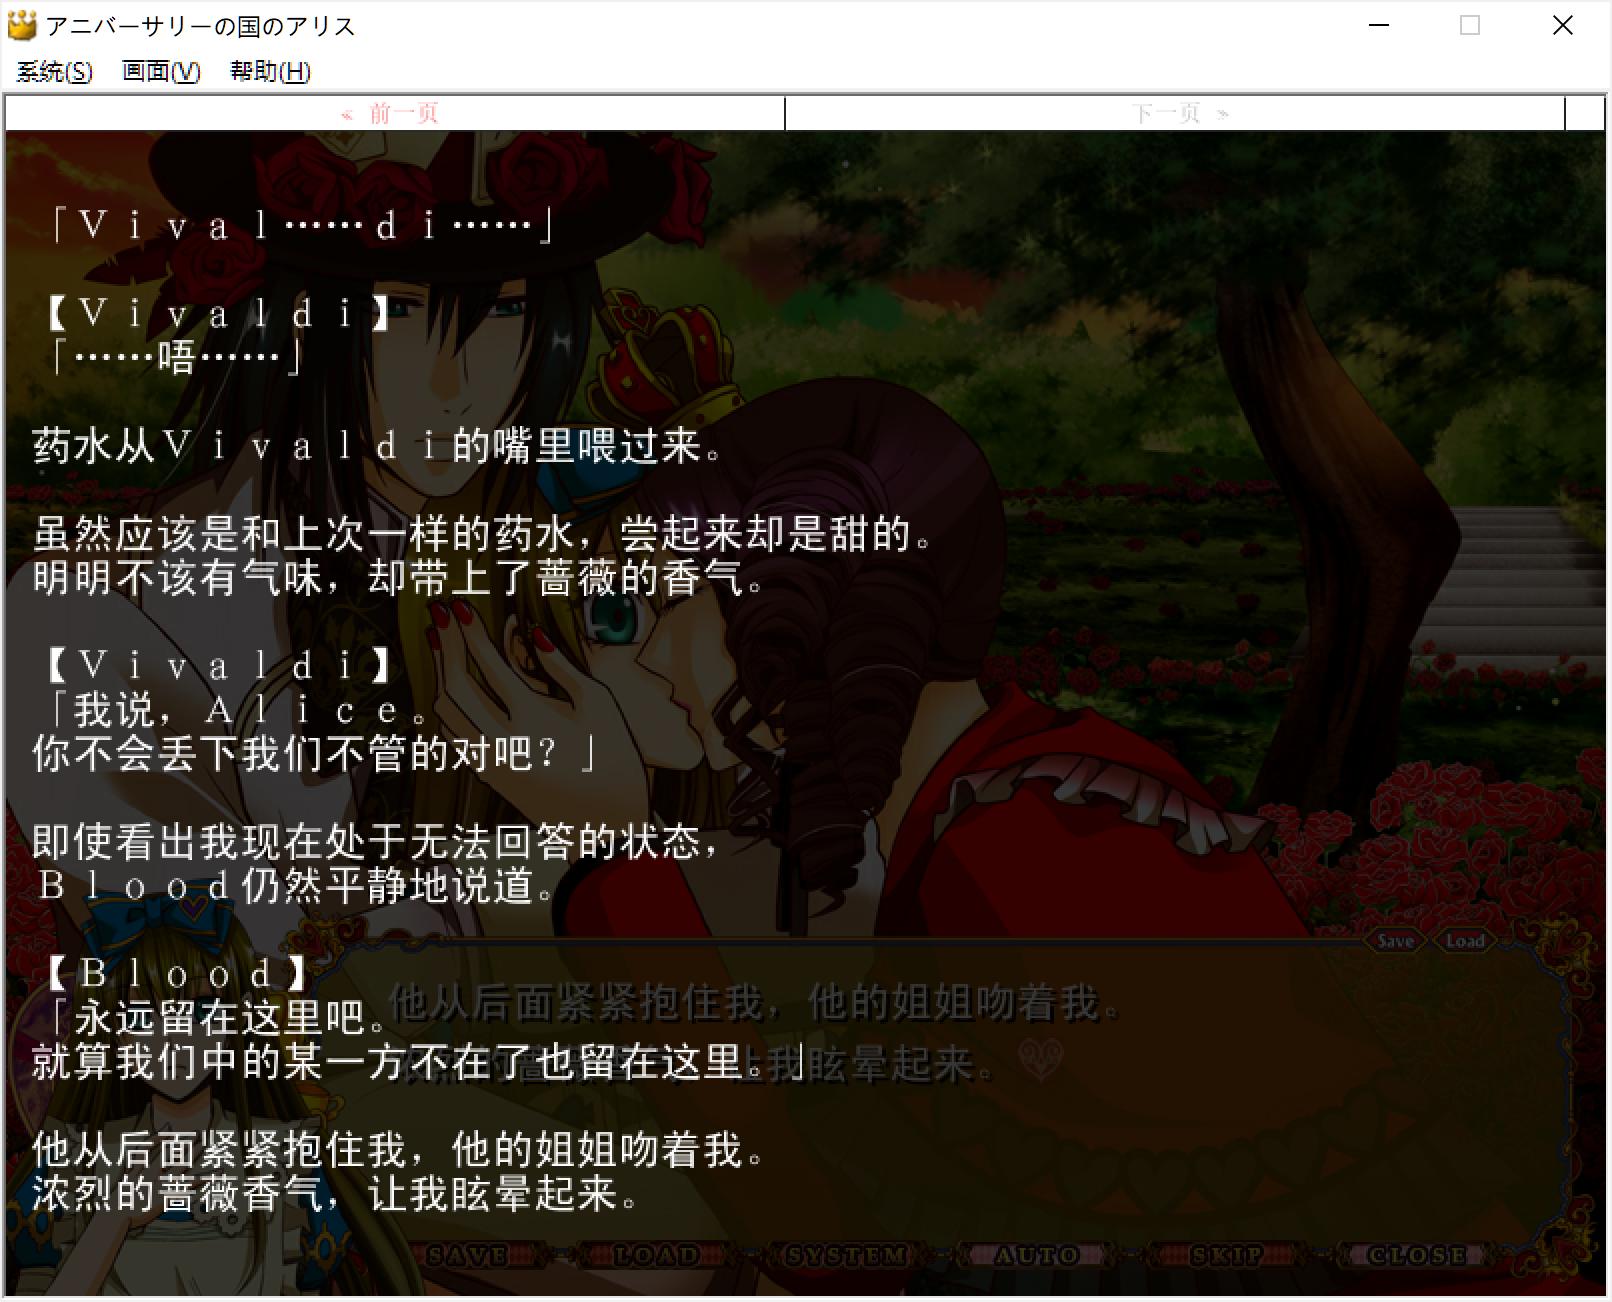 アニバーサリーの国のアリス
系统(S) 画面(V) 帮助(H)
« 前一页 下一页 »
「Ｖｉｖａｌ……ｄｉ……」
【Ｖｉｖａｌｄｉ】
「……唔……」
药水从Ｖｉｖａｌｄｉ的嘴里喂过来。
虽然应该是和上次一样的药水，尝起来却是甜的。
明明不该有气味，却带上了蔷薇的香气。
【Ｖｉｖａｌｄｉ】
「我说，Ａｌｉｃｅ。
你不会丢下我们不管的对吧？」
即使看出我现在处于无法回答的状态，
Ｂｌｏｏｄ仍然平静地说道。
Save Load
【Ｂｌｏｏｄ】
「永远留在这里吧。
就算我们中的某一方不在了也留在这里。」
他从后面紧紧抱住我，他的姐姐吻着我。
浓烈的蔷薇香气，让我眩晕起来。
他从后面紧紧抱住我，他的姐姐吻着我。
浓烈的蔷薇香气，让我眩晕起来。
SAVE LOAD SYSTEM AUTO SKIP CLOSE